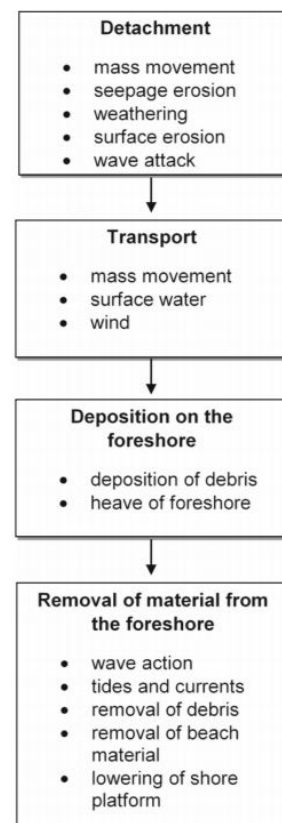 Detachment
• mass movement
• seepage erosion
• weathering
• surface erosion
• wave attack
Transport
• mass movement
• surface water
• wind
Deposition on the
foreshore
• deposition of debris
• heave of foreshore
Removal of material from
the foreshore
• wave action
• tides and currents
• removal of debris
• removal of beach
material
• lowering of shore
platform